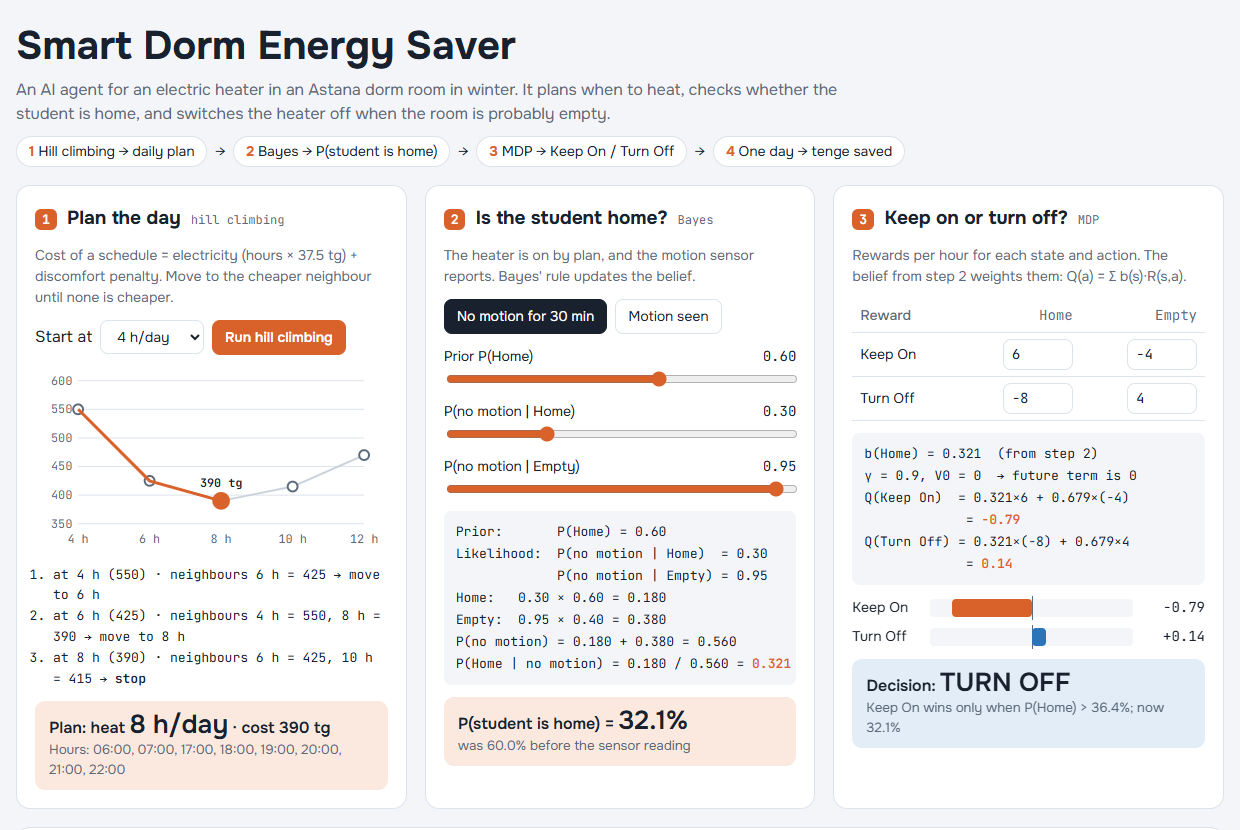 Smart Dorm Energy Saver
An AI agent for an electric heater in an Astana dorm room in winter. It plans when to heat, checks whether the
student is home, and switches the heater off when the room is probably empty.
1 Hill climbing → daily plan → 2 Bayes → P(student is home) → 3 MDP → Keep On / Turn Off → 4 One day → tenge saved
1 Plan the day hill climbing
Cost of a schedule = electricity (hours × 37.5 tg) +
discomfort penalty. Move to the cheaper neighbour
until none is cheaper.
Start at 4 h/day Run hill climbing
600
550
500
450
400
350
390 tg
4 h 6 h 8 h 10 h 12 h
1. at 4 h (550) · neighbours 6 h = 425 → move
to 6 h
2. at 6 h (425) · neighbours 4 h = 550, 8 h =
390 → move to 8 h
3. at 8 h (390) · neighbours 6 h = 425, 10 h
= 415 → stop
Plan: heat 8 h/day · cost 390 tg
Hours: 06:00, 07:00, 17:00, 18:00, 19:00, 20:00,
21:00, 22:00
2 Is the student home? Bayes
The heater is on by plan, and the motion sensor
reports. Bayes' rule updates the belief.
No motion for 30 min Motion seen
Prior P(Home) 0.60
P(no motion | Home) 0.30
P(no motion | Empty) 0.95
Prior: P(Home) = 0.60
Likelihood: P(no motion | Home) = 0.30
P(no motion | Empty) = 0.95
Home: 0.30 × 0.60 = 0.180
Empty: 0.95 × 0.40 = 0.380
P(no motion) = 0.180 + 0.380 = 0.560
P(Home | no motion) = 0.180 / 0.560 = 0.321
P(student is home) = 32.1%
was 60.0% before the sensor reading
3 Keep on or turn off? MDP
Rewards per hour for each state and action. The
belief from step 2 weights them: Q(a) = Σ b(s)·R(s,a).
Reward Home Empty
Keep On 6 -4
Turn Off -8 4
b(Home) = 0.321 (from step 2)
γ = 0.9, V0 = 0 → future term is 0
Q(Keep On) = 0.321×6 + 0.679×(-4)
= -0.79
Q(Turn Off) = 0.321×(-8) + 0.679×4
= 0.14
Keep On -0.79
Turn Off +0.14
Decision: TURN OFF
Keep On wins only when P(Home) > 36.4%; now
32.1%